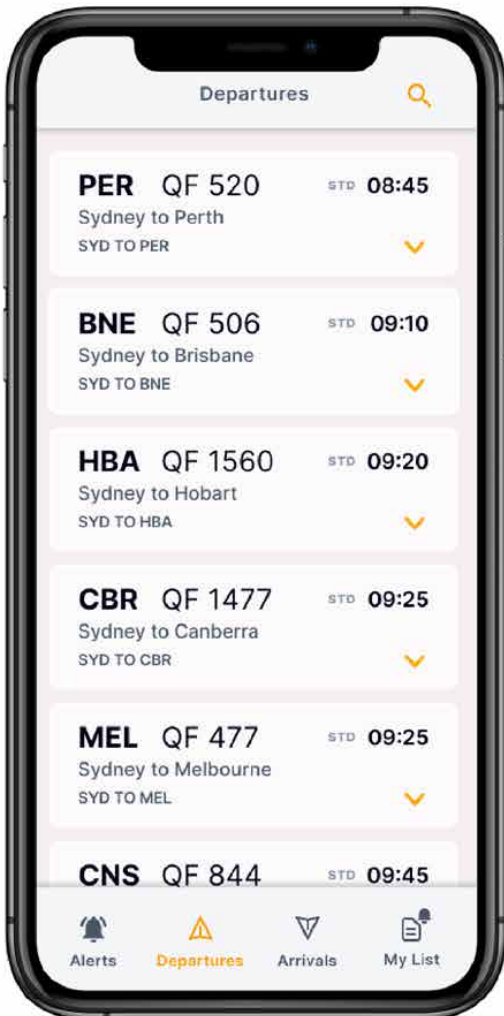 Departures
PER QF 520 STD 08:45
Sydney to Perth
SYD TO PER
BNE QF 506 STD 09:10
Sydney to Brisbane
SYD TO BNE
HBA QF 1560 STD 09:20
Sydney to Hobart
SYD TO HBA
CBR QF 1477 STD 09:25
Sydney to Canberra
SYD TO CBR
MEL QF 477 STD 09:25
Sydney to Melbourne
SYD TO MEL
CNS QF 844 STD 09:45
Alerts Departures Arrivals My List